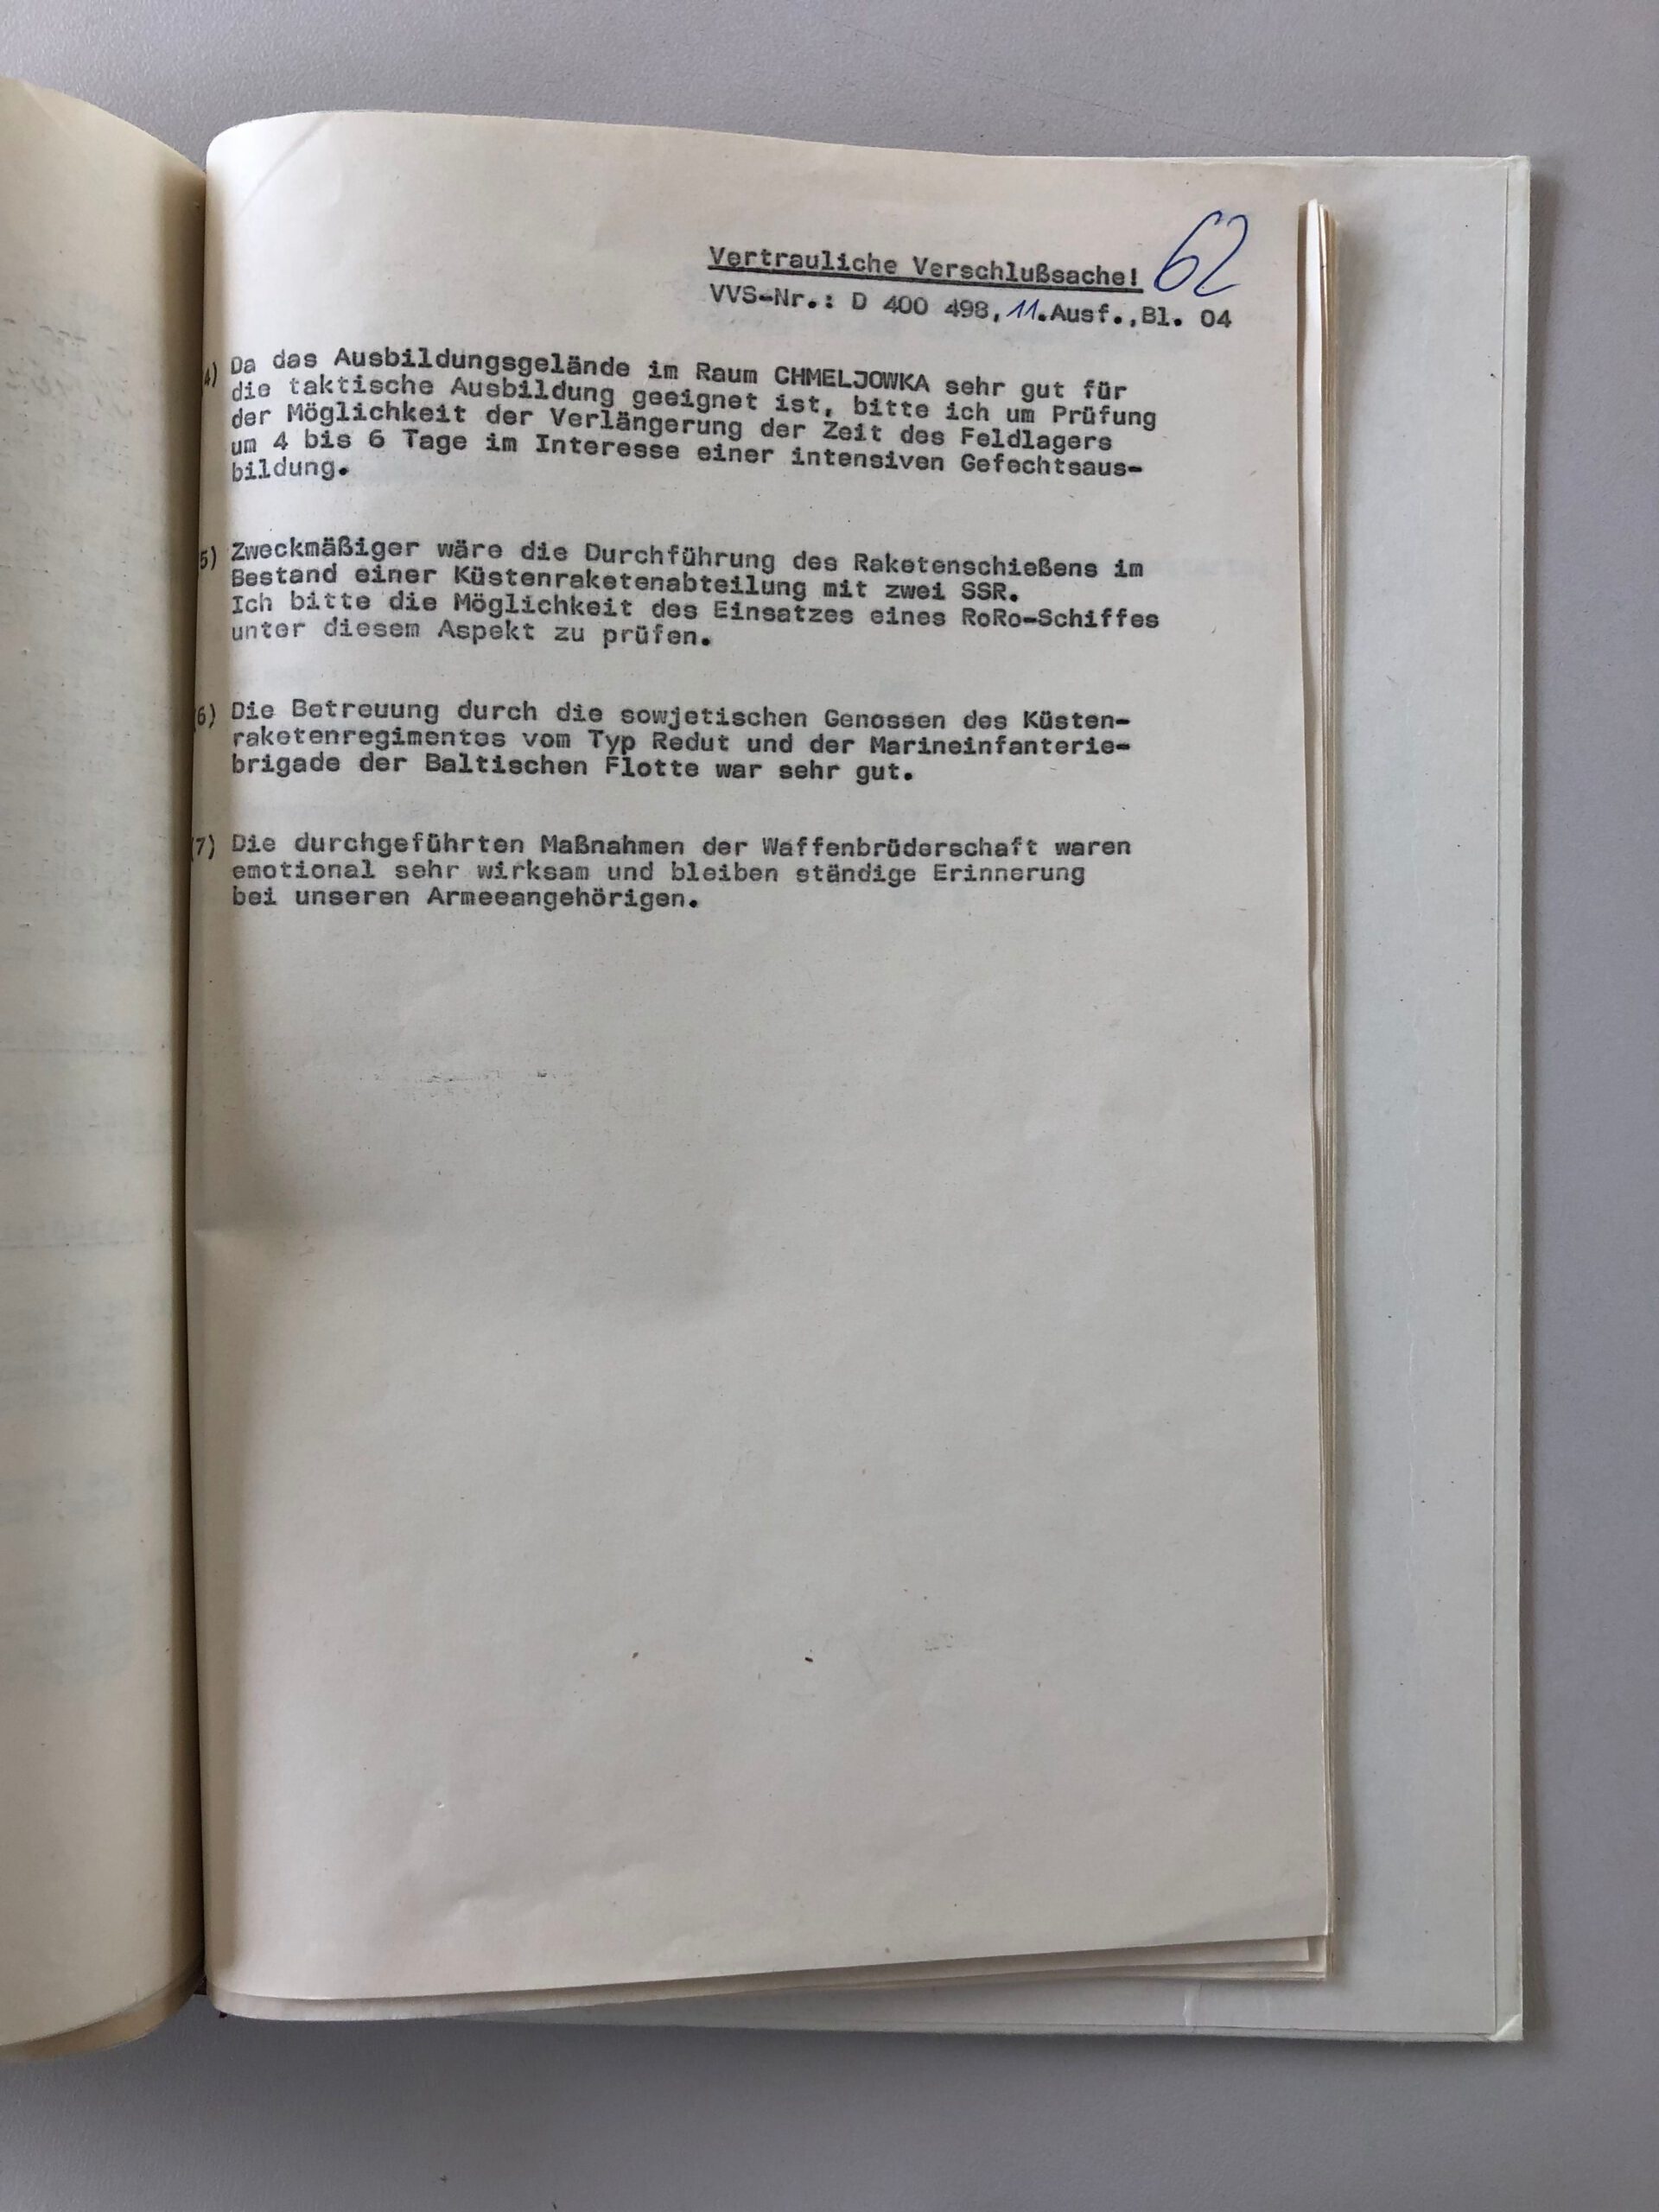 62
Vertrauliche Verschlußsache!
VVS-Nr.: D 400 498, 11.Ausf.,Bl. 04
4) Da das Ausbildungsgelände im Raum CHMELJOWKA sehr gut für
die taktische Ausbildung geeignet ist, bitte ich um Prüfung
der Möglichkeit der Verlängerung der Zeit des Feldlagers
um 4 bis 6 Tage im Interesse einer intensiven Gefechtsaus-
bildung.
5) Zweckmäßiger wäre die Durchführung des Raketenschießens im
Bestand einer Küstenraketenabteilung mit zwei SSR.
Ich bitte die Möglichkeit des Einsatzes eines RoRo-Schiffes
unter diesem Aspekt zu prüfen.
(6) Die Betreuung durch die sowjetischen Genossen des Küsten-
raketenregimentes vom Typ Redut und der Marineinfanterie-
brigade der Baltischen Flotte war sehr gut.
(7) Die durchgeführten Maßnahmen der Waffenbrüderschaft waren
emotional sehr wirksam und bleiben ständige Erinnerung
bei unseren Armeeangehörigen.